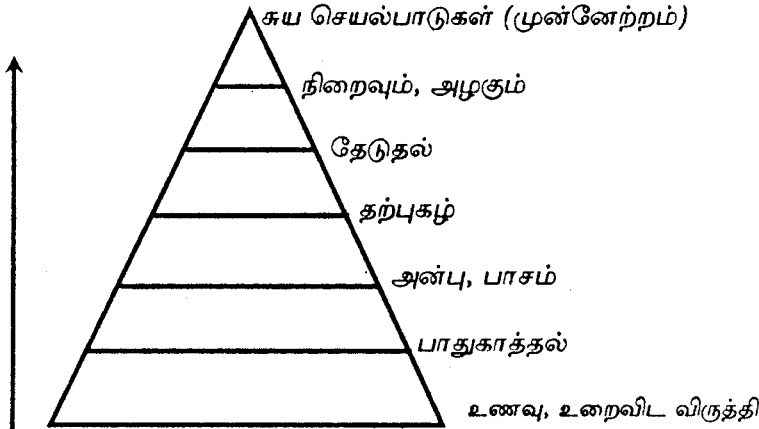 சுய செயல்பாடுகள் (முன்னேற்றம்)
நிறைவும், அழகும்
தேடுதல்
தற்புகழ்
அன்பு, பாசம்
பாதுகாத்தல்
உணவு, உறைவிட விருத்தி